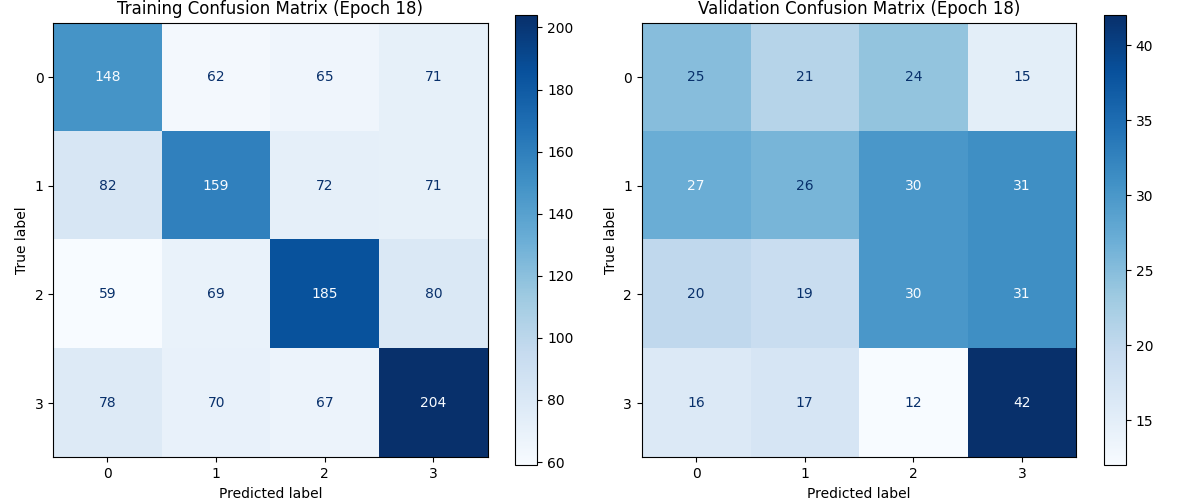 Training Confusion Matrix (Epoch 18)
True label
0 148 62 65 71
1 82 159 72 71
2 59 69 185 80
3 78 70 67 204
0 1 2 3
Predicted label
200
180
160
140
120
100
80
60
Validation Confusion Matrix (Epoch 18)
True label
0 25 21 24 15
1 27 26 30 31
2 20 19 30 31
3 16 17 12 42
0 1 2 3
Predicted label
40
35
30
25
20
15